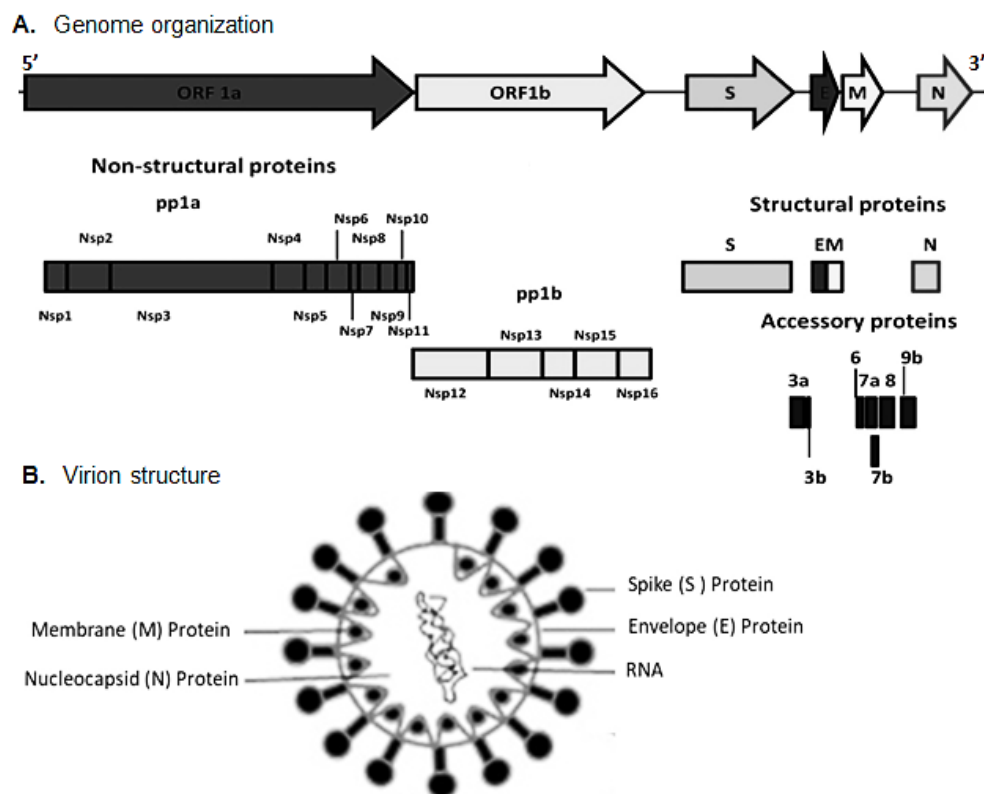 A. Genome organization
5’ 3’
ORF 1a ORF1b S E M N
Non-structural proteins
pp1a
Structural proteins
Nsp6 Nsp10
Nsp2 Nsp4 Nsp8
S EM N
Nsp1 Nsp3 Nsp5 Nsp9
Nsp7 Nsp11
pp1b
Accessory proteins
Nsp13 Nsp15
6 9b
3a 7a 8
Nsp12 Nsp14 Nsp16
3b 7b
B. Virion structure
Spike (S ) Protein
Membrane (M) Protein
Envelope (E) Protein
Nucleocapsid (N) Protein
RNA